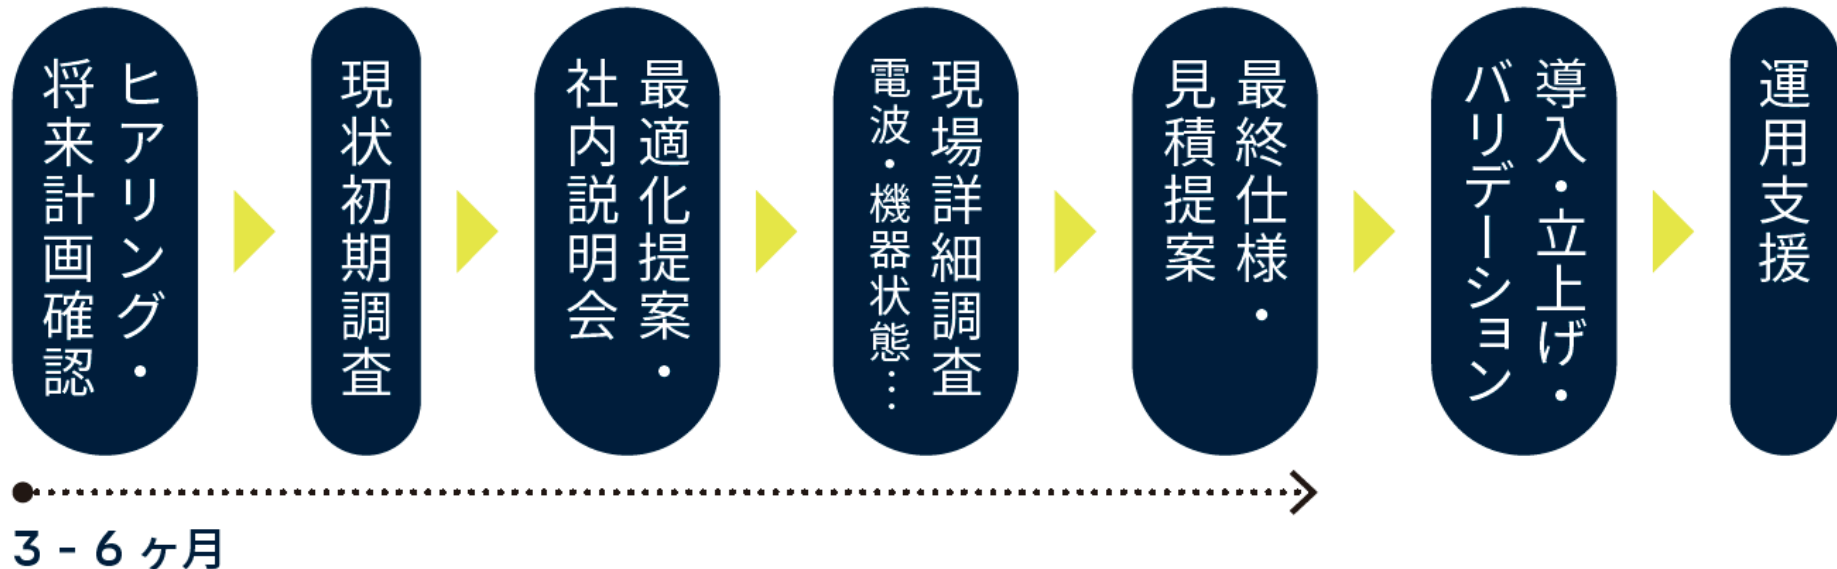 ヒアリング・
将来計画確認
現状初期調査
最適化提案・
社内説明会
現場詳細調査
電波・機器状態…
最終仕様・
見積提案
導入・立上げ・
バリデーション
運用支援
3 - 6 ヶ月